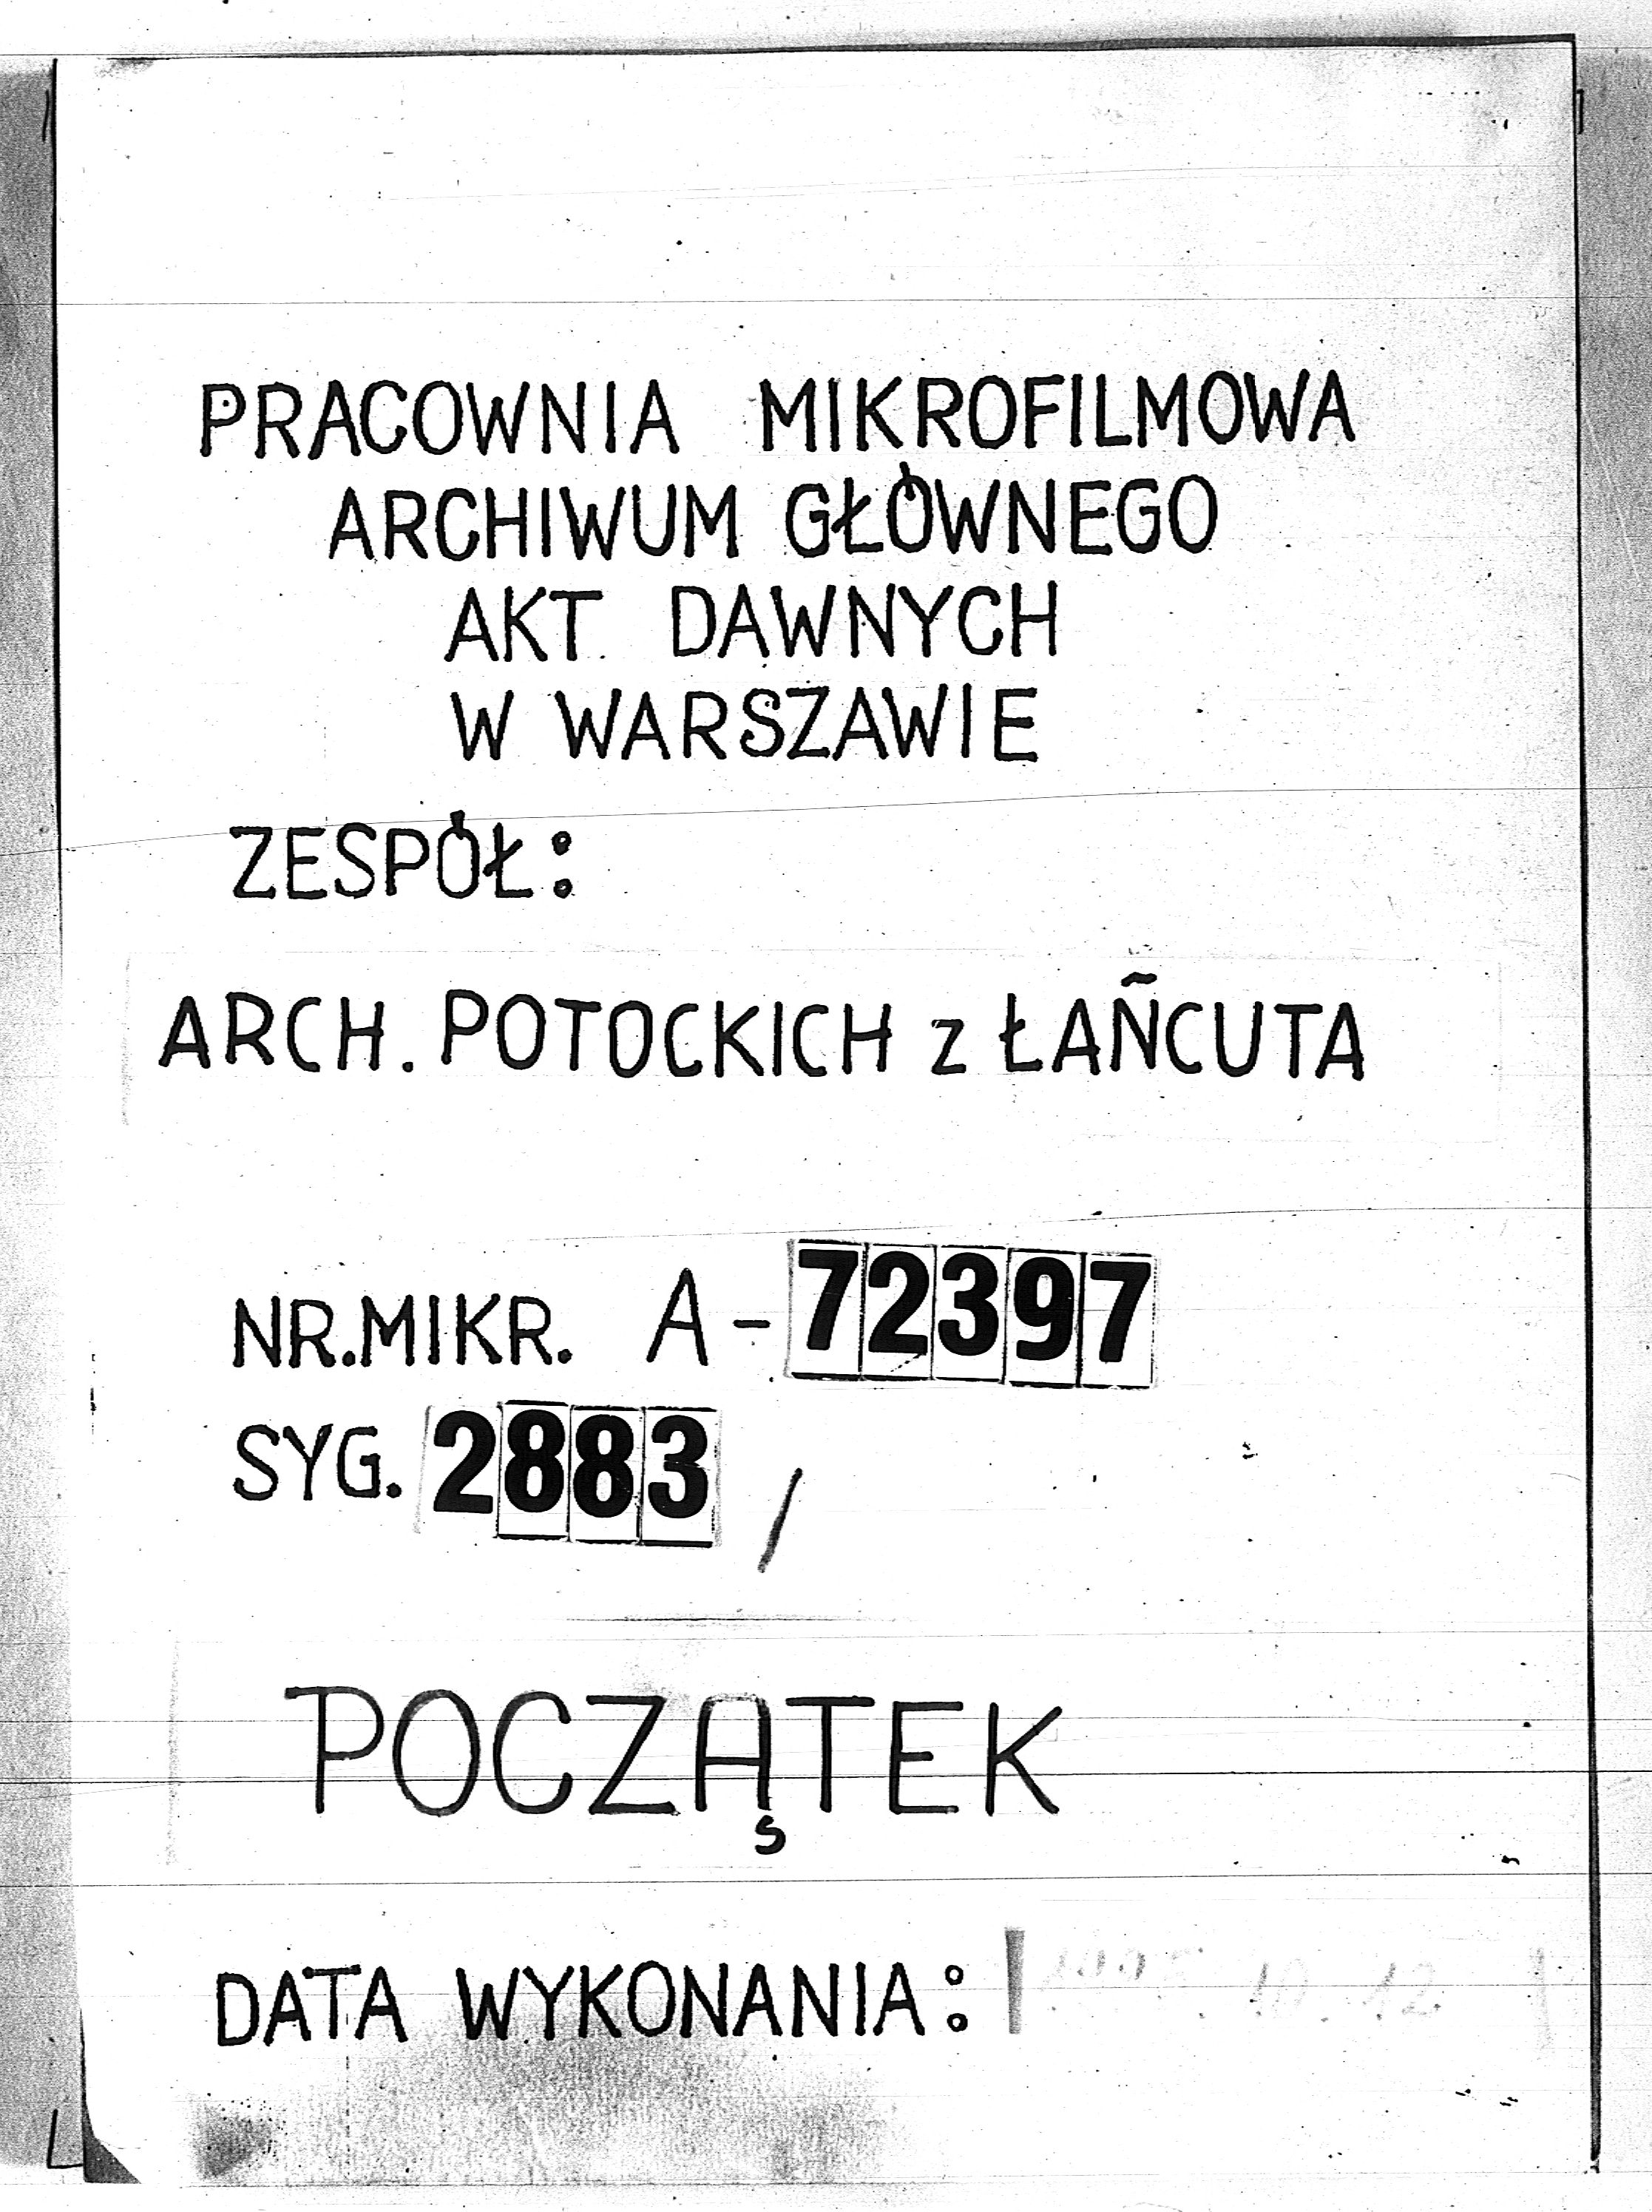 PRACOWNIA MIKROFILMOWA
ARCHIWUM GŁÓWNEGO
AKT DAWNYCH
W WARSZAWIE
ZESPÓŁ:
ARCH. POTOCKICH z ŁAŃCUTA
NR.MIKR. A-72397
SYG. 2883 /
POCZĄTEK
DATA WYKONANIA: